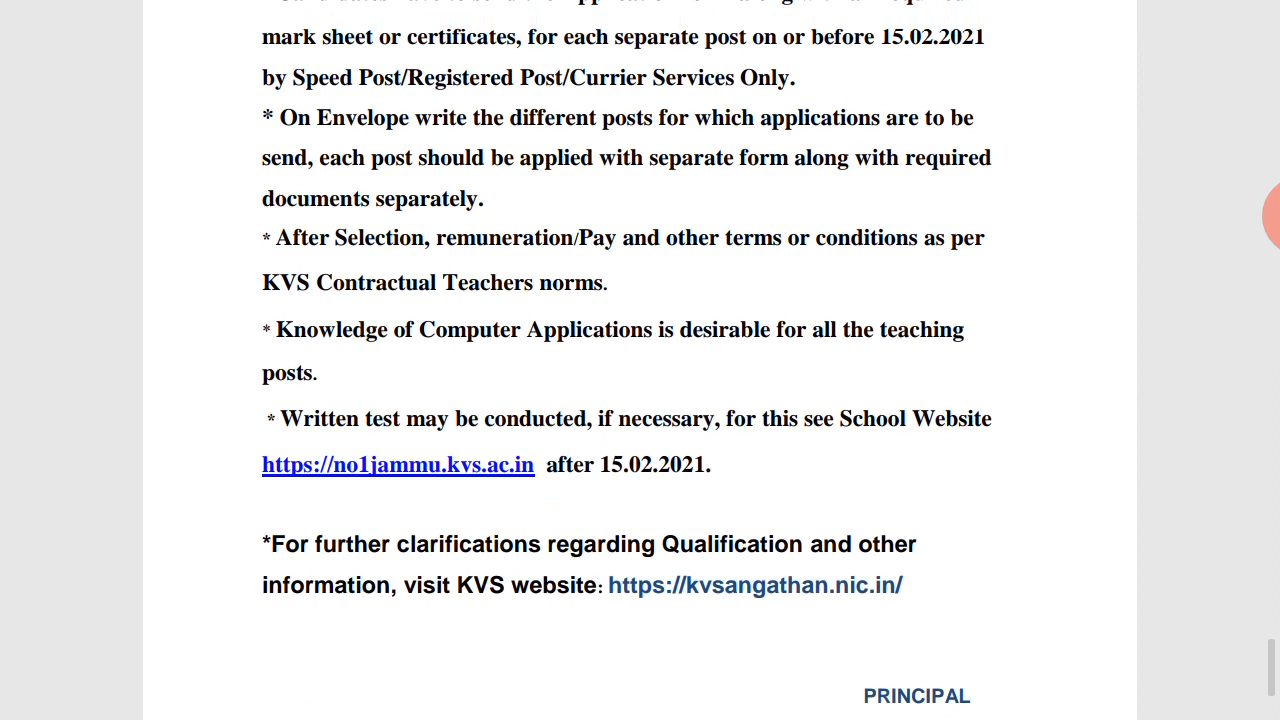 mark sheet or certificates, for each separate post on or before 15.02.2021
by Speed Post/Registered Post/Currier Services Only.
* On Envelope write the different posts for which applications are to be
send, each post should be applied with separate form along with required
documents separately.
* After Selection, remuneration/Pay and other terms or conditions as per
KVS Contractual Teachers norms.
* Knowledge of Computer Applications is desirable for all the teaching
posts.
* Written test may be conducted, if necessary, for this see School Website
https://no1jammu.kvs.ac.in after 15.02.2021.
*For further clarifications regarding Qualification and other
information, visit KVS website: https://kvsangathan.nic.in/
PRINCIPAL